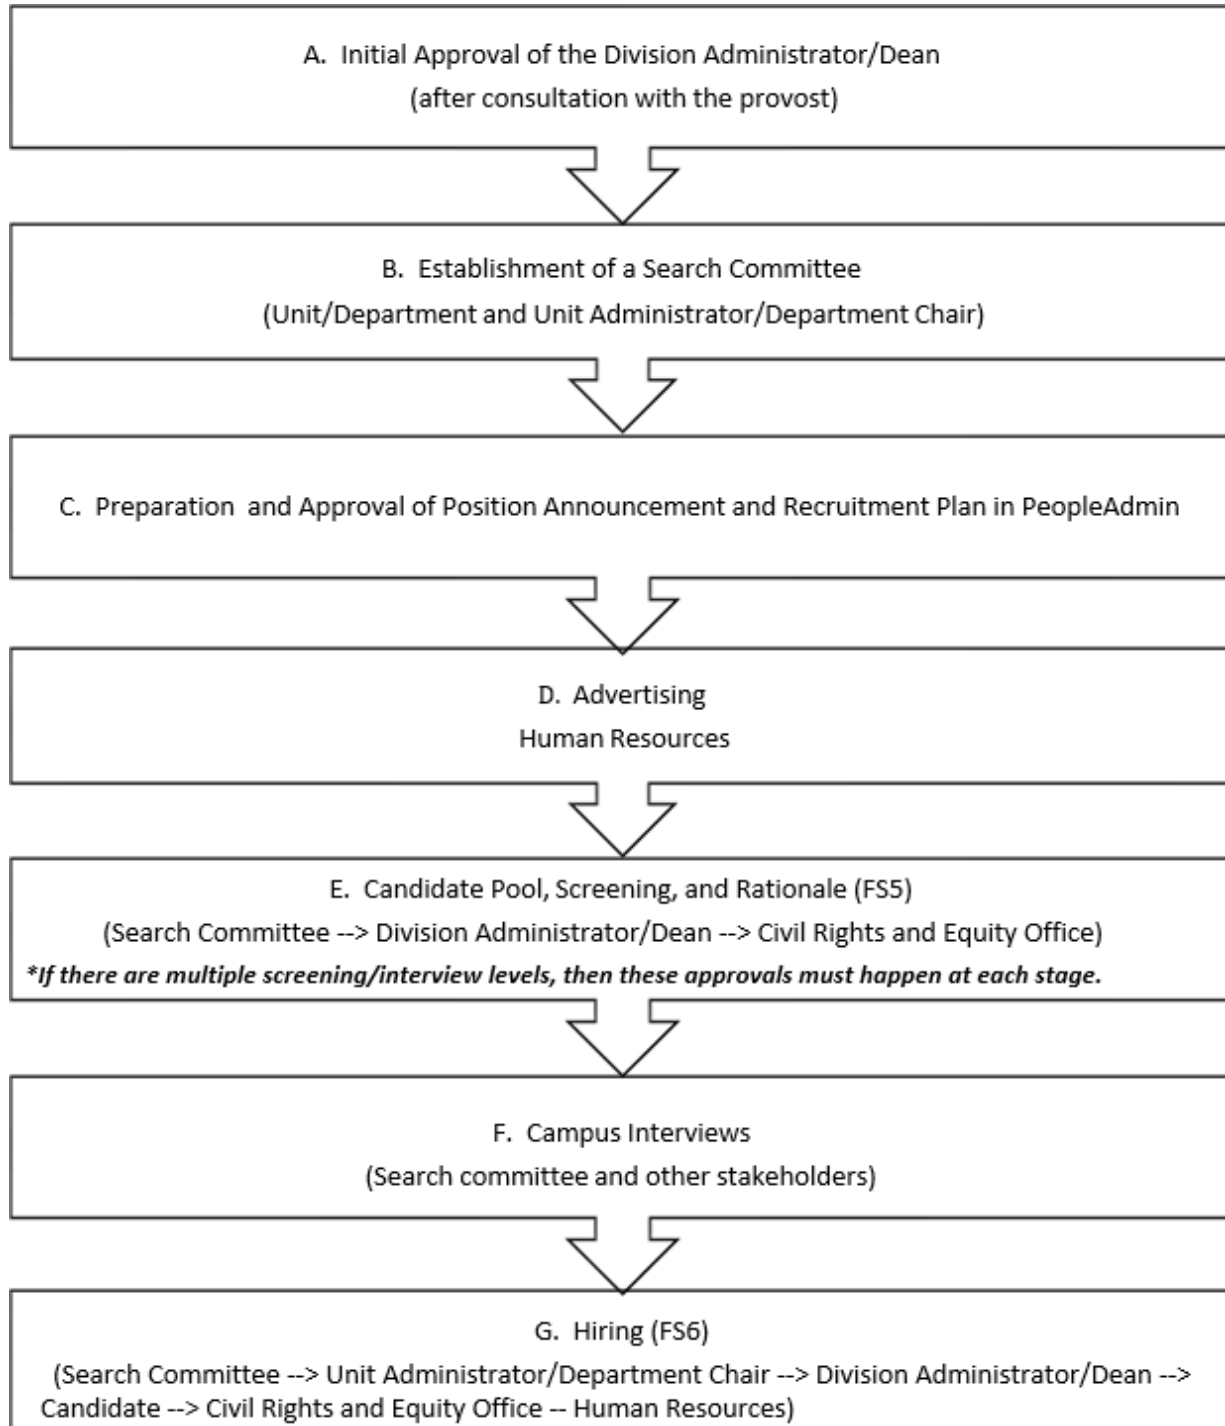 A.  Initial Approval of the Division Administrator/Dean
(after consultation with the provost)
B.  Establishment of a Search Committee
(Unit/Department and Unit Administrator/Department Chair)
C.  Preparation  and Approval of Position Announcement and Recruitment Plan in PeopleAdmin
D.  Advertising
Human Resources
E.  Candidate Pool, Screening, and Rationale (FS5)
(Search Committee --> Division Administrator/Dean --> Civil Rights and Equity Office)
*If there are multiple screening/interview levels, then these approvals must happen at each stage.
F.  Campus Interviews
(Search committee and other stakeholders)
G.  Hiring (FS6)
(Search Committee --> Unit Administrator/Department Chair --> Division Administrator/Dean -->
Candidate --> Civil Rights and Equity Office -- Human Resources)